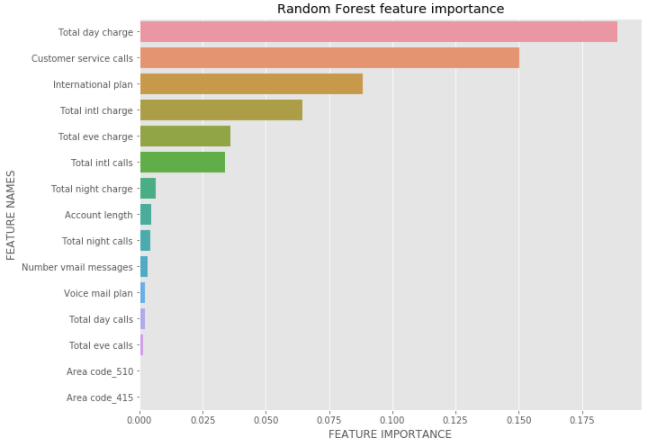 Random Forest feature importance
Total day charge
Customer service calls
International plan
Total intl charge
Total eve charge
Total intl calls
Total night charge
Account length
Total night calls
Number vmail messages
Voice mail plan
Total day calls
Total eve calls
Area code_510
Area code_415
FEATURE NAMES
0.000 0.025 0.050 0.075 0.100 0.125 0.150 0.175
FEATURE IMPORTANCE